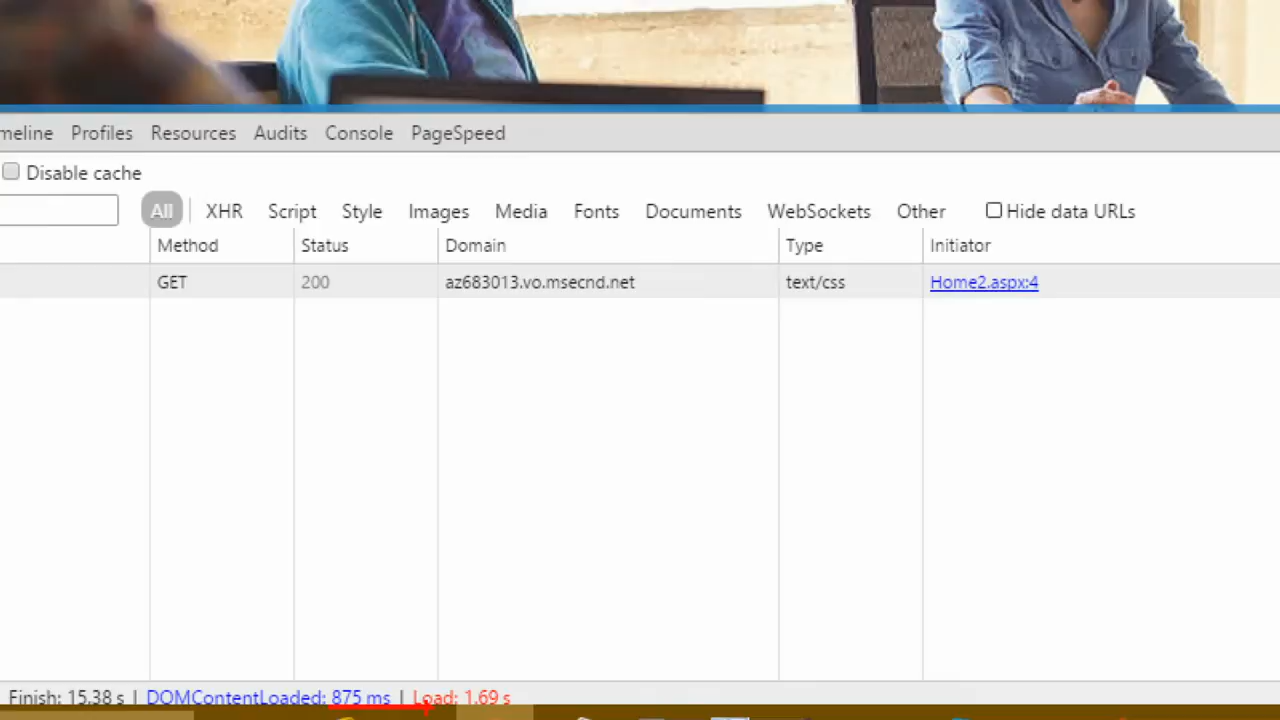 meline Profiles Resources Audits Console PageSpeed
Disable cache
All XHR Script Style Images Media Fonts Documents WebSockets Other Hide data URLs
Method Status Domain Type Initiator
GET 200 az683013.vo.msecnd.net text/css Home2.aspx:4
Finish: 15.38 s | DOMContentLoaded: 875 ms | Load: 1.69 s